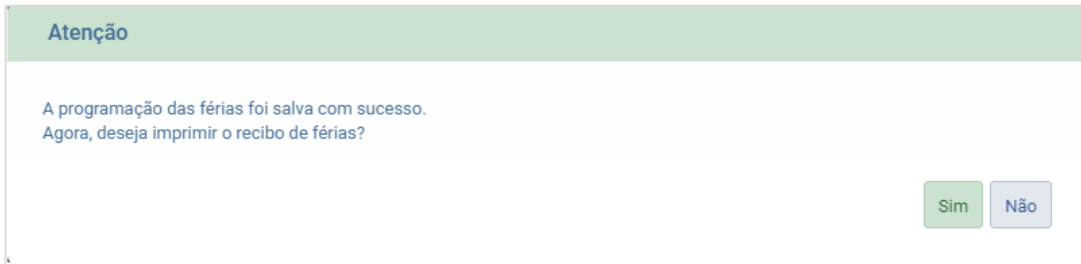 Atenção
A programação das férias foi salva com sucesso.
Agora, deseja imprimir o recibo de férias?
Sim Não